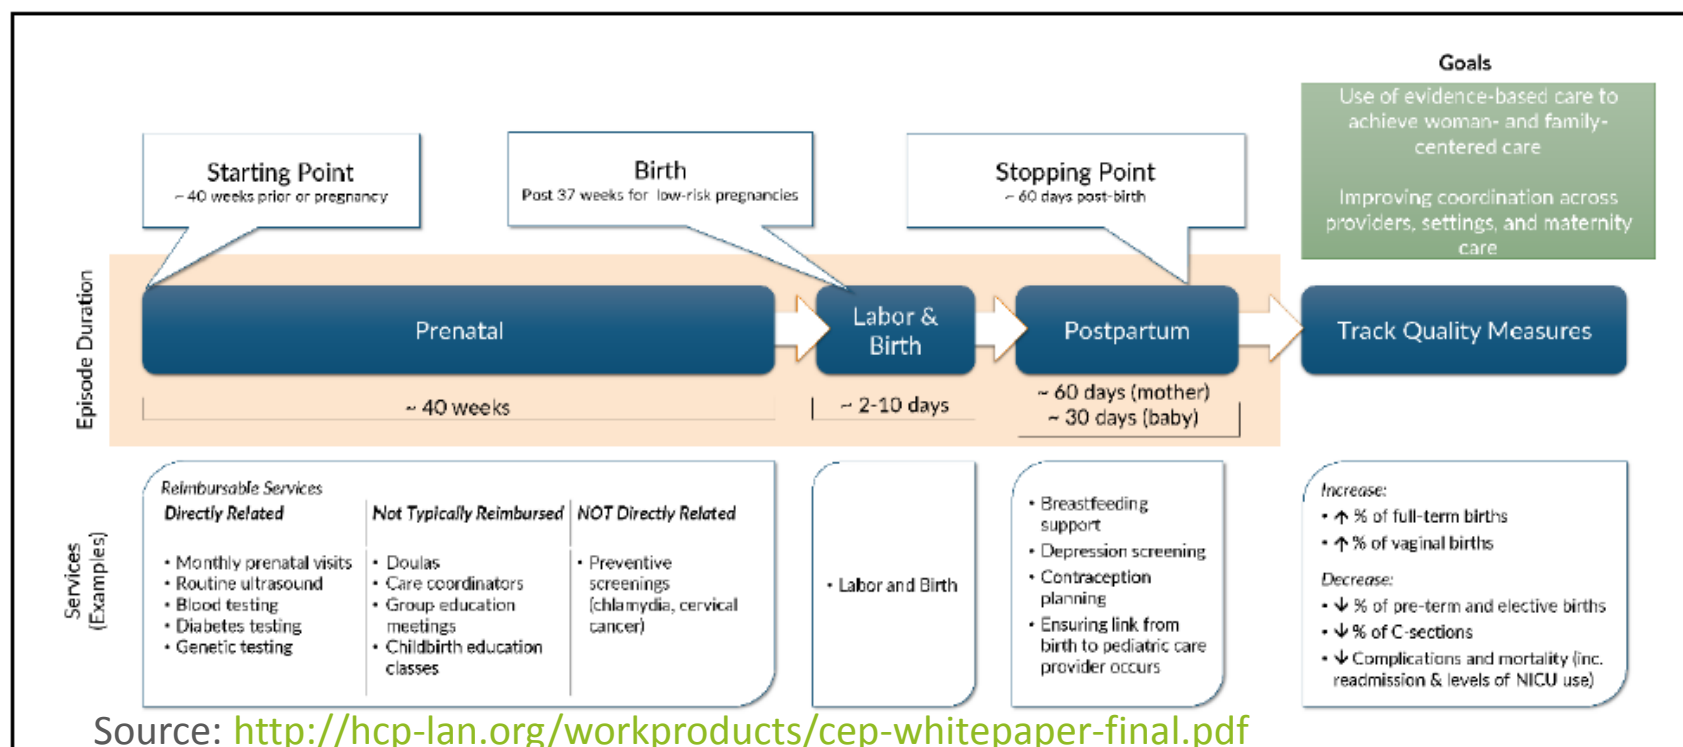 Goals
Use of evidence-based care to
achieve woman- and family-
centered care
Improving coordination across
providers, settings, and maternity
care
Starting Point
~ 40 weeks prior or pregnancy
Birth
Post 37 weeks for low-risk pregnancies
Stopping Point
~ 60 days post-birth
Episode Duration
Prenatal
Labor &
Birth
Postpartum
Track Quality Measures
~ 40 weeks
~ 2-10 days
~ 60 days (mother)
~ 30 days (baby)
Services
(Examples)
Reimbursable Services
Directly Related
• Monthly prenatal visits
• Routine ultrasound
• Blood testing
• Diabetes testing
• Genetic testing
Not Typically Reimbursed
• Doulas
• Care coordinators
• Group education
meetings
• Childbirth education
classes
NOT Directly Related
• Preventive
screenings
(chlamydia, cervical
cancer)
• Labor and Birth
• Breastfeeding
support
• Depression screening
• Contraception
planning
• Ensuring link from
birth to pediatric care
provider occurs
Increase:
• ↑ % of full-term births
• ↑ % of vaginal births
Decrease:
• ↓ % of pre-term and elective births
• ↓ % of C-sections
• ↓ Complications and mortality (inc.
readmission & levels of NICU use)
Source: http://hcp-lan.org/workproducts/cep-whitepaper-final.pdf